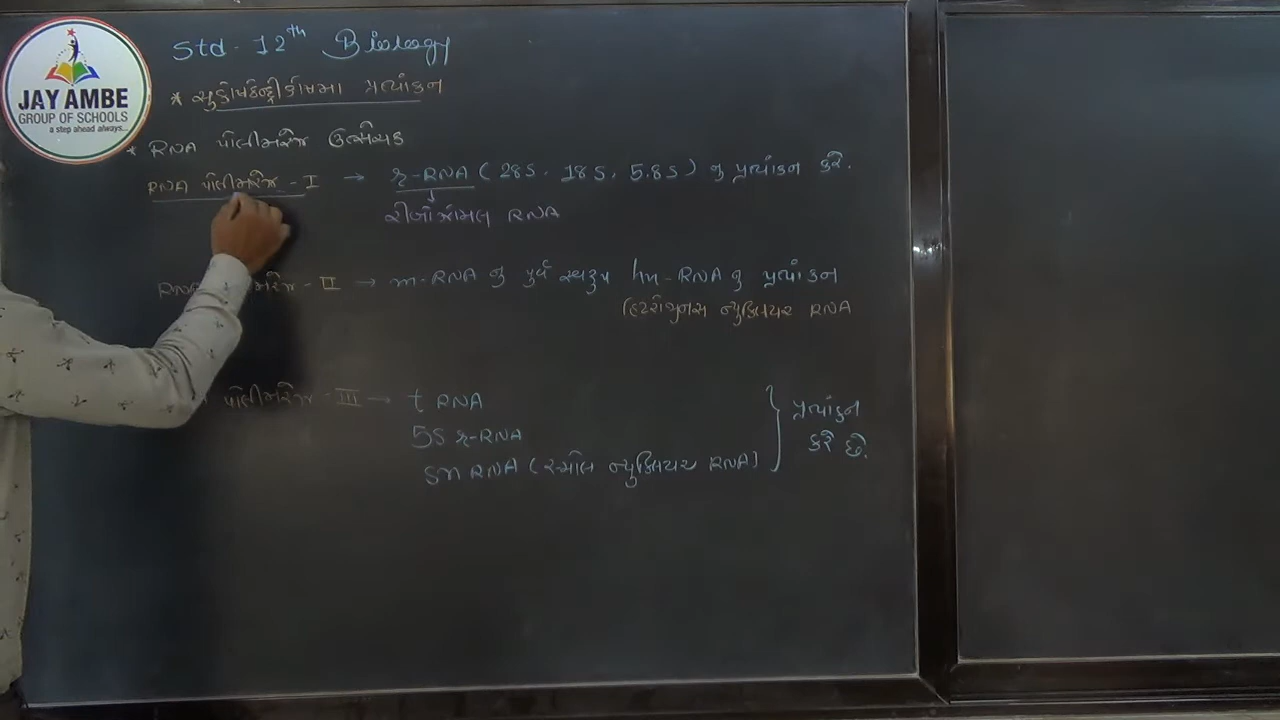 JAY AMBE
GROUP OF SCHOOLS
a step ahead always...
Std - 12th Biology
* સુકોષકેન્દ્રીકોષમાં પ્રત્યાંકન
* RNA પોલીમરેઝ ઉત્સેચક
RNA પોલીમરેઝ - I → r-RNA (28S, 18S, 5.8S) નુ પ્રત્યાંકન કરે.
રીબોઝોમલ RNA
RNA - II → m-RNA નુ પુર્વ સ્વરૂપ hn-RNA નુ પ્રત્યાંકન
હિટરોજીનસ ન્યુક્લિયર RNA
પોલીમરેઝ - III → t RNA
5S r-RNA
Sn RNA (સ્મોલ ન્યુક્લિયર RNA)
પ્રત્યાંકન
કરે છે.